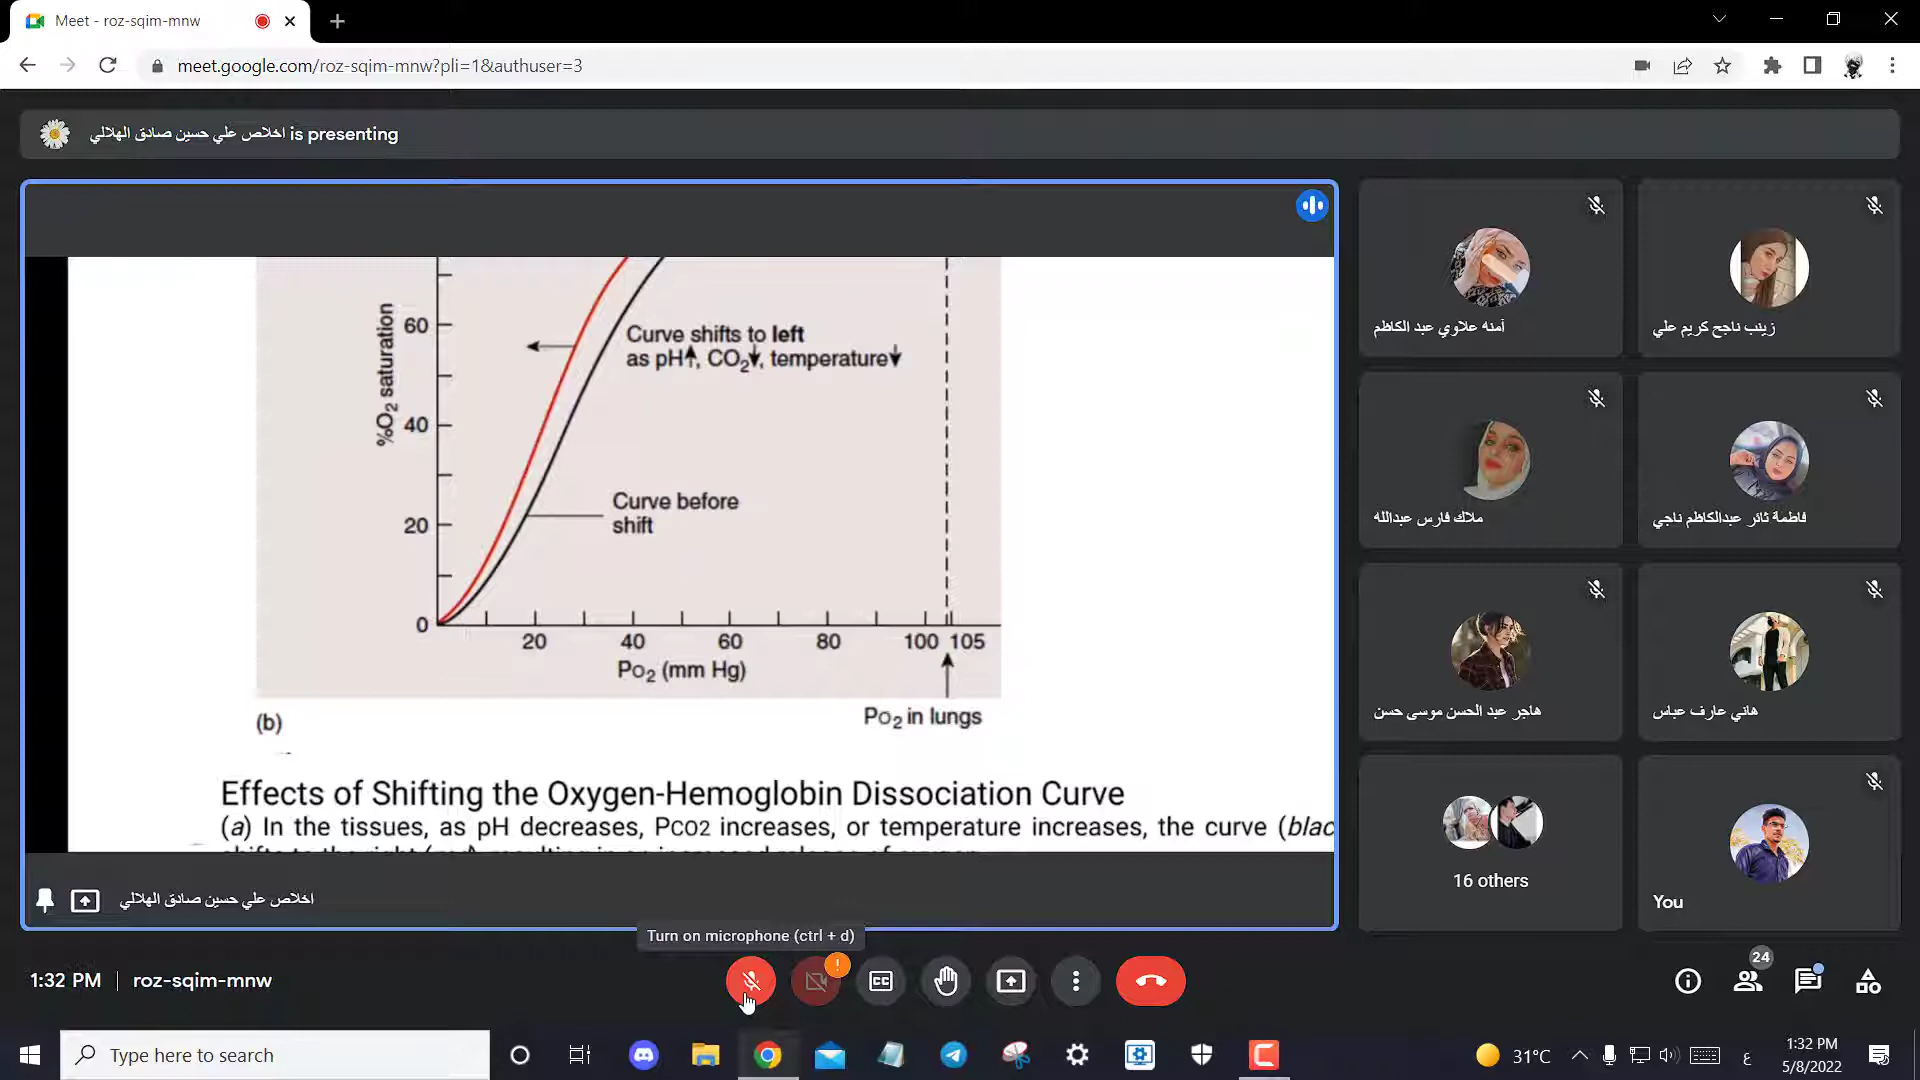 Meet - roz-sqim-mnw
meet.google.com/roz-sqim-mnw?pli=1&authuser=3
اخلاص علي حسين صادق الهلالي is presenting
%O2 saturation
60
40
20
0
Curve shifts to left
as pH↑, CO2↓, temperature↓
Curve before
shift
20 40 60 80 100 105
PO2 (mm Hg)
PO2 in lungs
(b)
Effects of Shifting the Oxygen-Hemoglobin Dissociation Curve
(a) In the tissues, as pH decreases, PCO2 increases, or temperature increases, the curve (blac
اخلاص علي حسين صادق الهلالي
آمنه علاوي عبد الكاظم
زينب ناجح كريم علي
ملاك فارس عبدالله
فاطمة ثائر عبدالكاظم ناجي
هاجر عبد الحسن موسى حسن
هاني عارف عباس
16 others
You
Turn on microphone (ctrl + d)
1:32 PM | roz-sqim-mnw
CC
24
Type here to search
31°C
ع
1:32 PM
5/8/2022